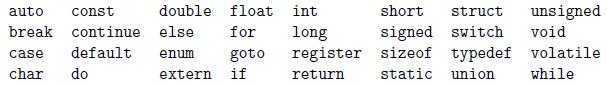 auto const double float int short struct unsigned
break continue else for long signed switch void
case default enum goto register sizeof typedef volatile
char do extern if return static union while